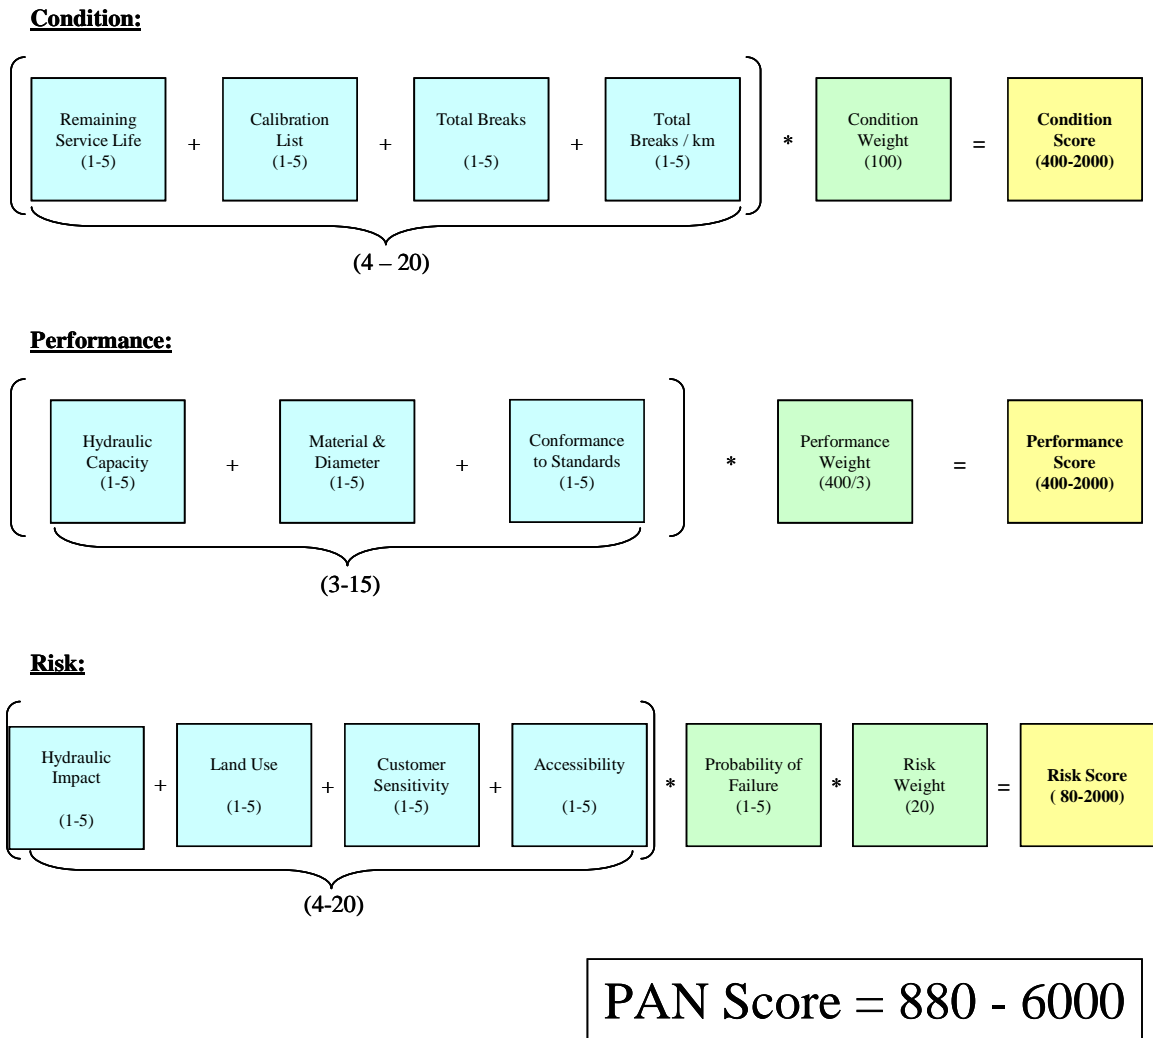 Condition:
Remaining
Service Life
(1-5)
+
Calibration
List
(1-5)
+
Total Breaks
(1-5)
+
Total
Breaks / km
(1-5)
*
Condition
Weight
(100)
=
Condition
Score
(400-2000)
(4 – 20)
Performance:
Hydraulic
Capacity
(1-5)
+
Material &
Diameter
(1-5)
+
Conformance
to Standards
(1-5)
*
Performance
Weight
(400/3)
=
Performance
Score
(400-2000)
(3-15)
Risk:
Hydraulic
Impact
(1-5)
+
Land Use
(1-5)
+
Customer
Sensitivity
(1-5)
+
Accessibility
(1-5)
*
Probability of
Failure
(1-5)
*
Risk
Weight
(20)
=
Risk Score
( 80-2000)
(4-20)
PAN Score = 880 - 6000